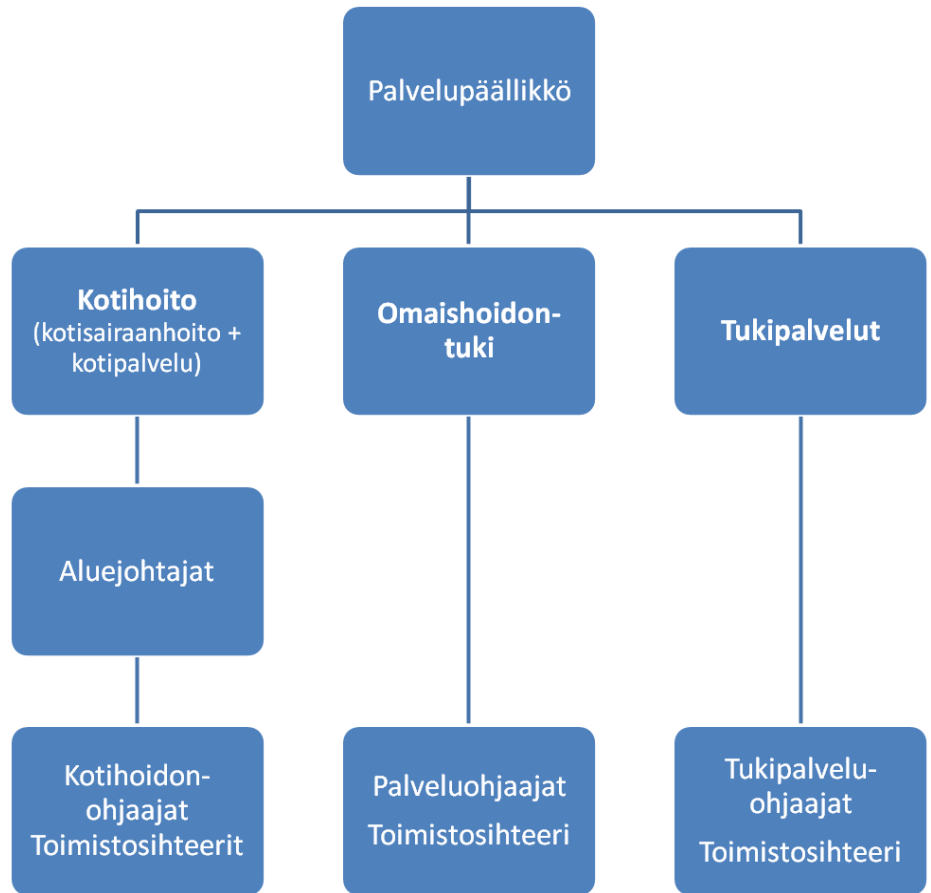 Palvelupäällikkö
Kotihoito
(kotisairaanhoito +
kotipalvelu)
Omaishoidon-
tuki
Tukipalvelut
Aluejohtajat
Kotihoidon-
ohjaajat
Toimistosihteerit
Palveluohjaajat
Toimistosihteeri
Tukipalvelu-
ohjaajat
Toimistosihteeri